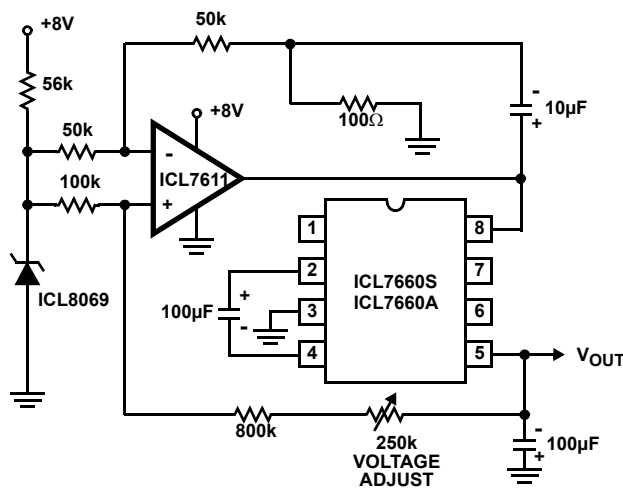 +8V
50k
56k
-
10µF
+
100Ω
+8V
50k
-
ICL7611
100k
+
1
8
2
ICL7660S
7
ICL7660A
+
100µF
-
3
6
ICL8069
4
5
VOUT
800k
250k
VOLTAGE
ADJUST
-
100µF
+